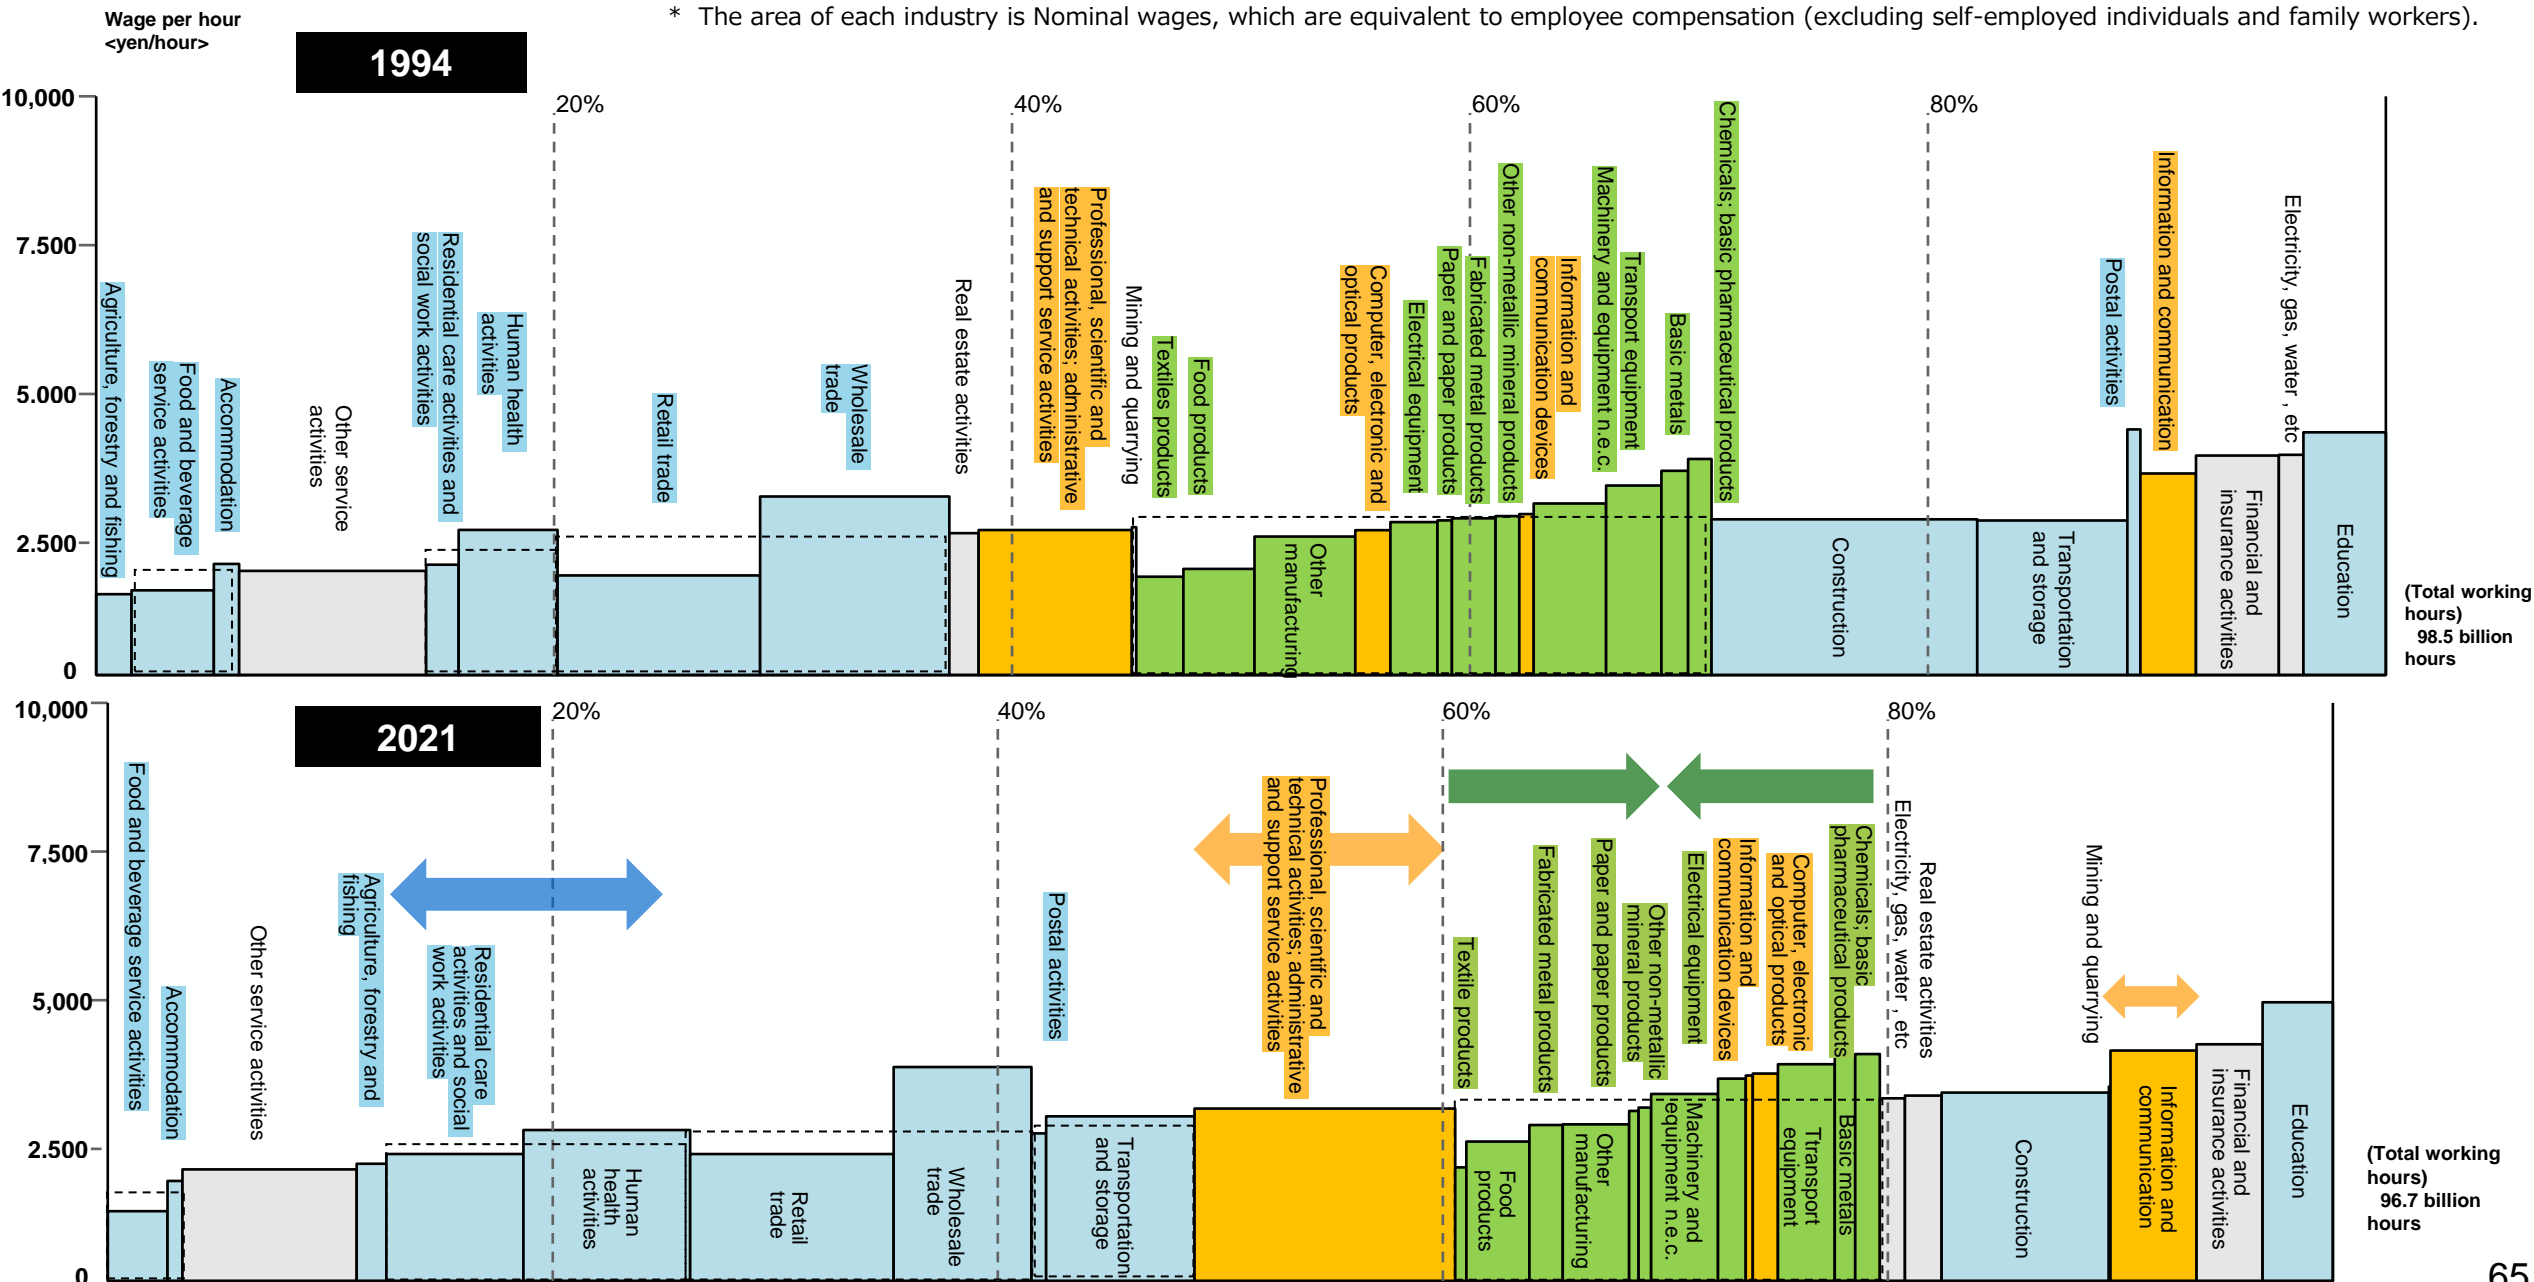 Wage per hour
<yen/hour>
* The area of each industry is Nominal wages, which are equivalent to employee compensation (excluding self-employed individuals and family workers).
1994
10,000
7.500
5.000
2.500
0
20%
40%
60%
80%
Agriculture, forestry and fishing
Food and beverage
service activities
Accommodation
Other service
activities
Residential care activities and
social work activities
Human health
activities
Retail trade
Wholesale
trade
Real estate activities
Professional, scientific and
technical activities; administrative
and support service activities
Mining and quarrying
Textiles products
Food products
Other
manufacturing
Computer, electronic and
optical products
Electrical equipment
Paper and paper products
Fabricated metal products
Other non-metallic mineral products
Information and
communication devices
Machinery and equipment n.e.c.
Transport equipment
Basic metals
Chemicals; basic pharmaceutical products
Construction
Transportation
and storage
Postal activities
Information and communication
Financial and
insurance activities
Electricity, gas, water , etc
Education
(Total working
hours)
98.5 billion
hours
2021
10,000
7,500
5,000
2.500
0
20%
40%
60%
80%
Food and beverage service activities
Accommodation
Other service activities
Agriculture, forestry and
fishing
Residential care
activities and social
work activities
Human
health
activities
Retail
trade
Wholesale
trade
Postal activities
Transportation
and storage
Professional, scientific and
technical activities; administrative
and support service activities
Textile products
Food
products
Fabricated metal products
Other
manufacturing
Paper and paper products
Other non-metallic
mineral products
Machinery and
equipment n.e.c.
Electrical equipment
Information and
communication devices
Computer, electronic
and optical products
Ttransport
equipment
Basic metals
Chemicals; basic
pharmaceutical products
Electricity, gas, water , etc
Real estate activities
Construction
Mining and quarrying
Information and
communication
Financial and
insurance activities
Education
(Total working
hours)
96.7 billion
hours
65